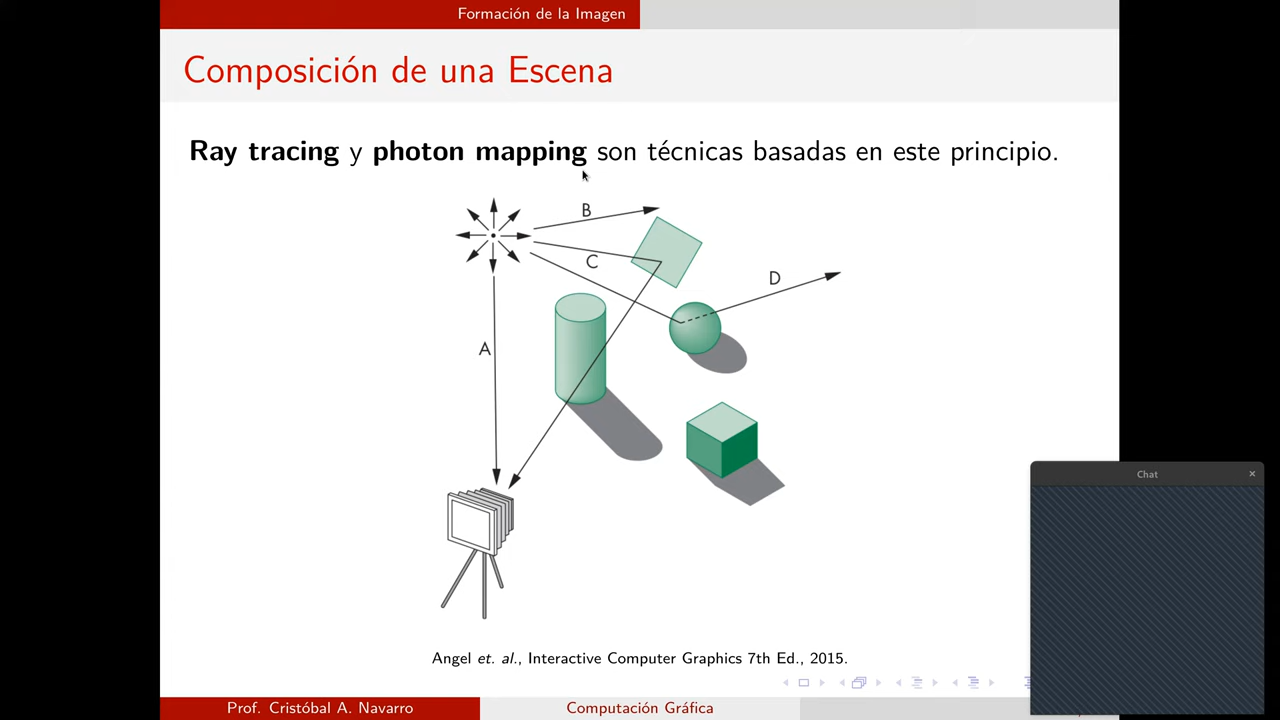 Formación de la Imagen
Composición de una Escena
Ray tracing y photon mapping son técnicas basadas en este principio.
B
C
D
A
Angel et. al., Interactive Computer Graphics 7th Ed., 2015.
Chat
Prof. Cristóbal A. Navarro
Computación Gráfica